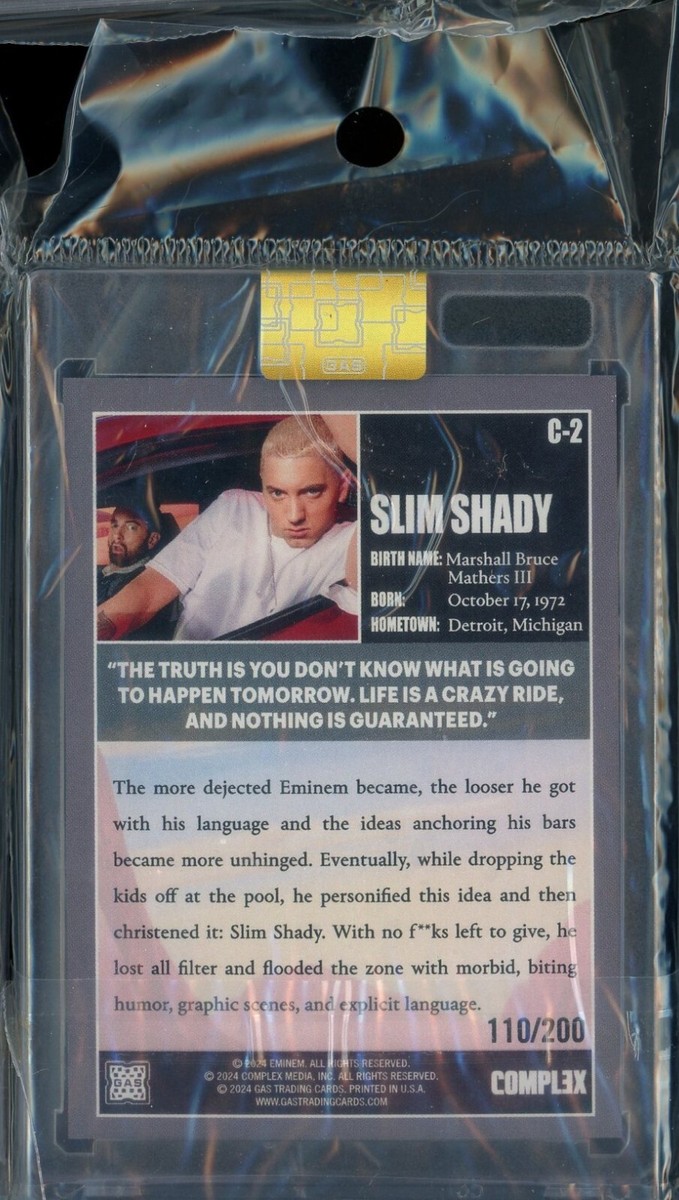 GAS
C-2
SLIM SHADY
BIRTH NAME: Marshall Bruce
Mathers III
BORN: October 17, 1972
HOMETOWN: Detroit, Michigan
"THE TRUTH IS YOU DON'T KNOW WHAT IS GOING
TO HAPPEN TOMORROW. LIFE IS A CRAZY RIDE,
AND NOTHING IS GUARANTEED."
The more dejected Eminem became, the looser he got
with his language and the ideas anchoring his bars
became more unhinged. Eventually, while dropping the
kids off at the pool, he personified this idea and then
christened it: Slim Shady. With no f**ks left to give, he
lost all filter and flooded the zone with morbid, biting
humor, graphic scenes, and explicit language.
110/200
GAS
© 2024 EMINEM. ALL RIGHTS RESERVED.
© 2024 COMPLEX MEDIA, INC. ALL RIGHTS RESERVED.
© 2024 GAS TRADING CARDS. PRINTED IN U.S.A.
WWW.GASTRADINGCARDS.COM
COMPLEX